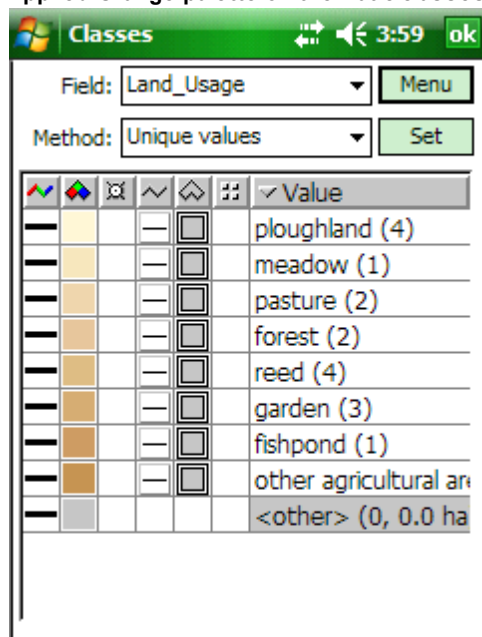 Classes 3:59 ok
Field: Land_Usage Menu
Method: Unique values Set
Value
ploughland (4)
meadow (1)
pasture (2)
forest (2)
reed (4)
garden (3)
fishpond (1)
other agricultural are
<other> (0, 0.0 ha